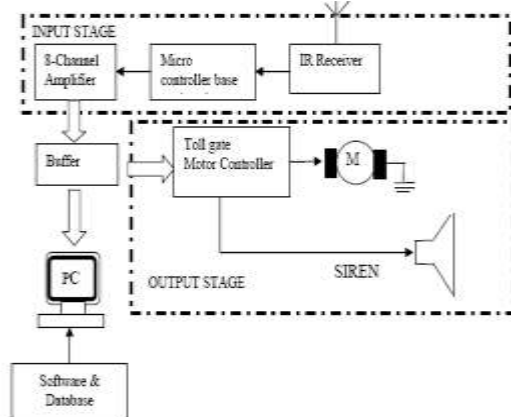 INPUT STAGE
8-Channel
Amplifier
Micro
controller base
IR Receiver
Buffer
Toll gate
Motor Controller
M
PC
SIREN
OUTPUT STAGE
Software &
Database